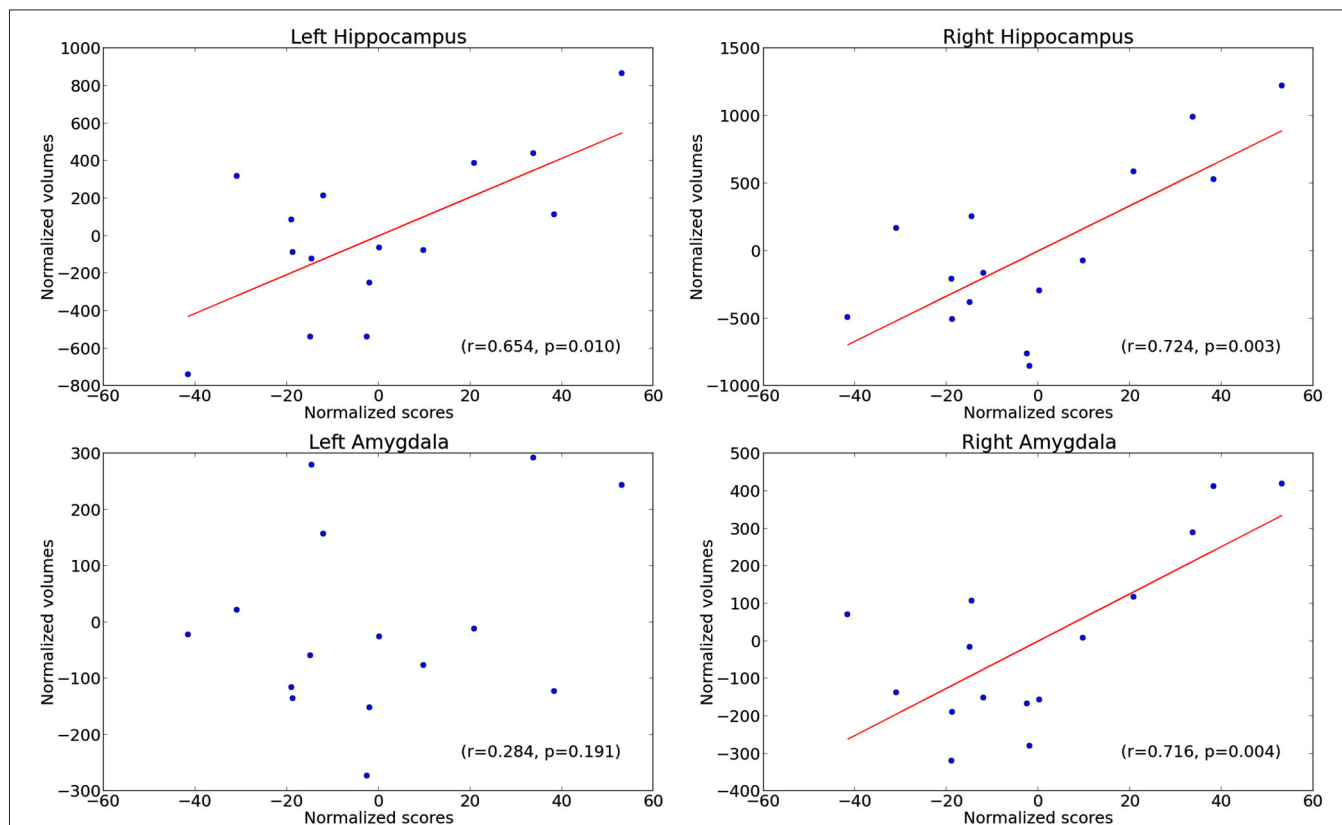 Left Hippocampus
1000
800
600
400
200
0
−200
−400
−600
−800
Normalized volumes
(r=0.654, p=0.010)
−60 −40 −20 0 20 40 60
Normalized scores
Right Hippocampus
1500
1000
500
0
−500
−1000
Normalized volumes
(r=0.724, p=0.003)
−60 −40 −20 0 20 40 60
Normalized scores
Left Amygdala
300
200
100
0
−100
−200
−300
Normalized volumes
(r=0.284, p=0.191)
−60 −40 −20 0 20 40 60
Normalized scores
Right Amygdala
500
400
300
200
100
0
−100
−200
−300
−400
Normalized volumes
(r=0.716, p=0.004)
−60 −40 −20 0 20 40 60
Normalized scores